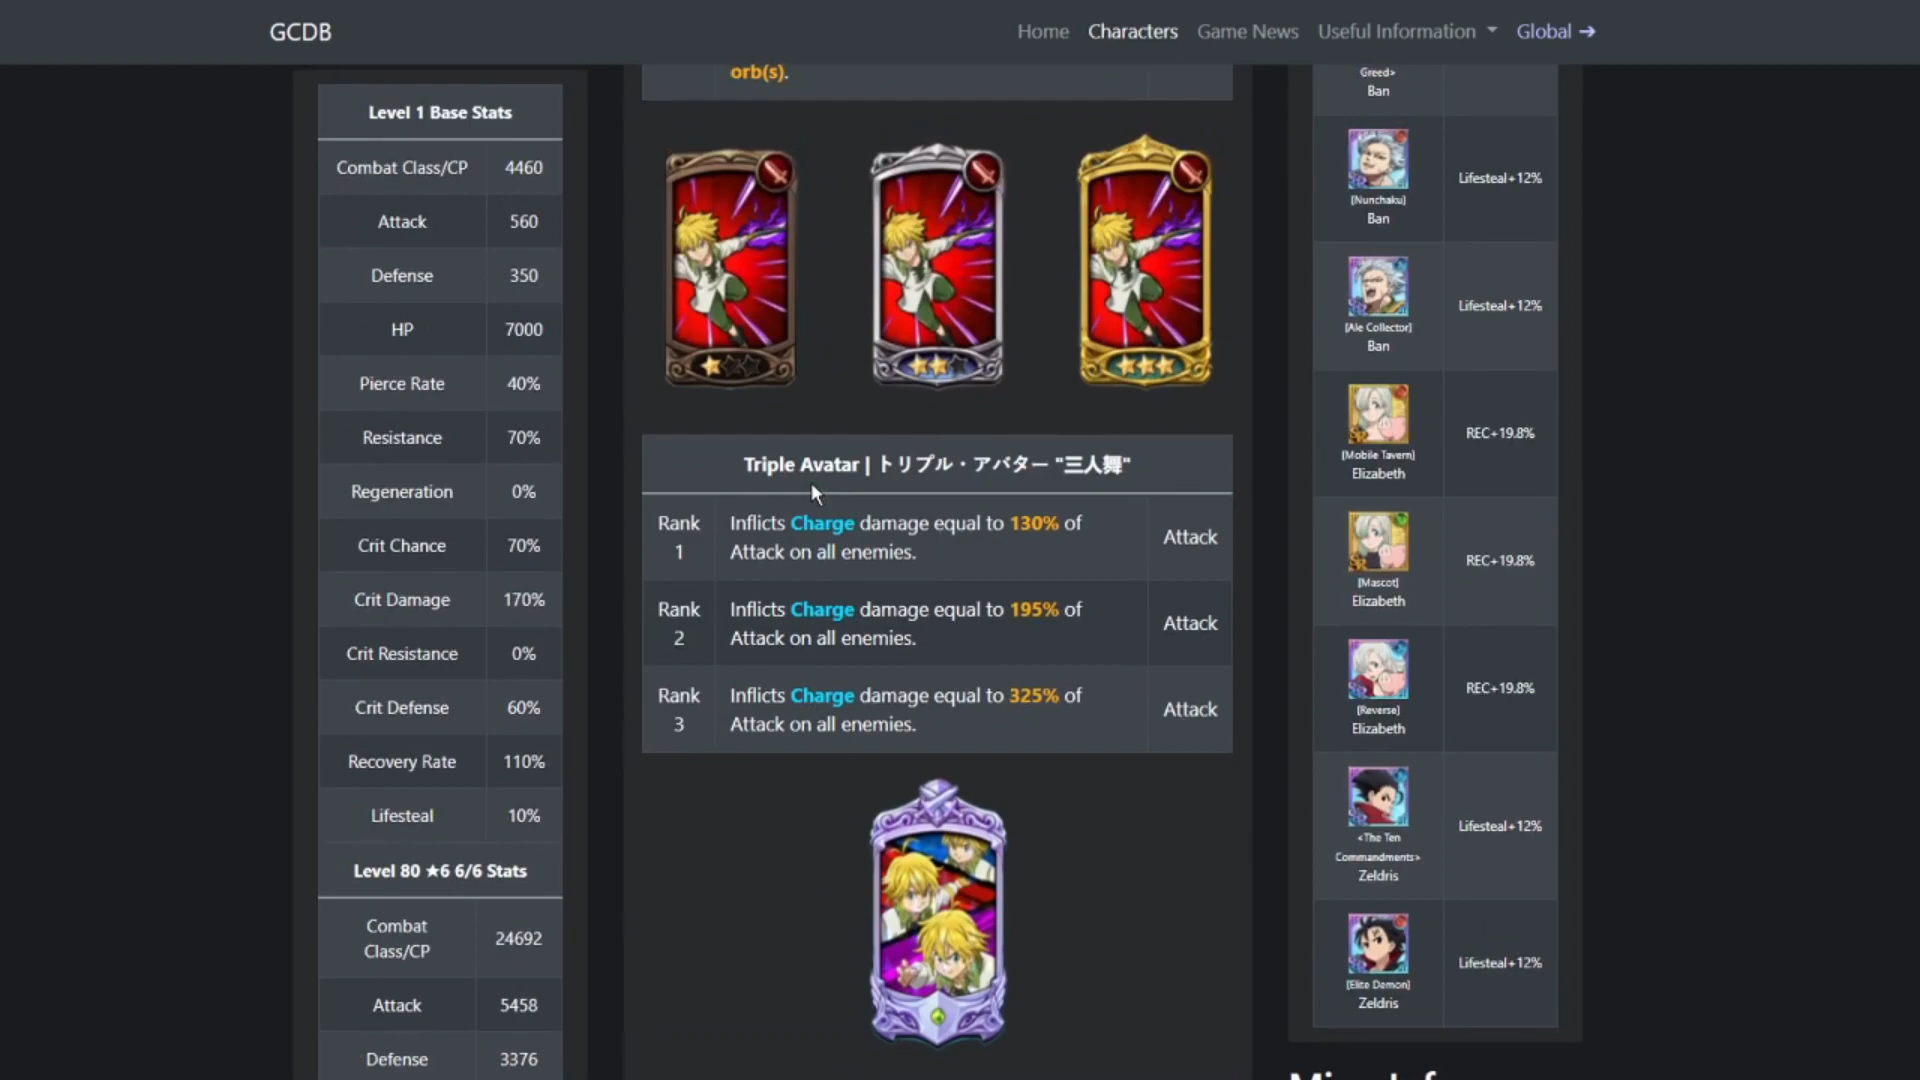 GCDB
Home
Characters
Game News
Useful Information
Global →
Level 1 Base Stats
Combat Class/CP 4460
Attack 560
Defense 350
HP 7000
Pierce Rate 40%
Resistance 70%
Regeneration 0%
Crit Chance 70%
Crit Damage 170%
Crit Resistance 0%
Crit Defense 60%
Recovery Rate 110%
Lifesteal 10%
Level 80 ★6 6/6 Stats
Combat
Class/CP
24692
Attack 5458
Defense 3376
orb(s).
Triple Avatar | トリプル・アバター "三人舞"
Rank
1
Inflicts Charge damage equal to 130% of
Attack on all enemies.
Attack
Rank
2
Inflicts Charge damage equal to 195% of
Attack on all enemies.
Attack
Rank
3
Inflicts Charge damage equal to 325% of
Attack on all enemies.
Attack
Greed>
Ban
[Nunchaku]
Ban
Lifesteal+12%
[Ale Collector]
Ban
Lifesteal+12%
[Mobile Tavern]
Elizabeth
REC+19.8%
[Mascot]
Elizabeth
REC+19.8%
[Reverse]
Elizabeth
REC+19.8%
<The Ten
Commandments>
Zeldris
Lifesteal+12%
[Elite Demon]
Zeldris
Lifesteal+12%